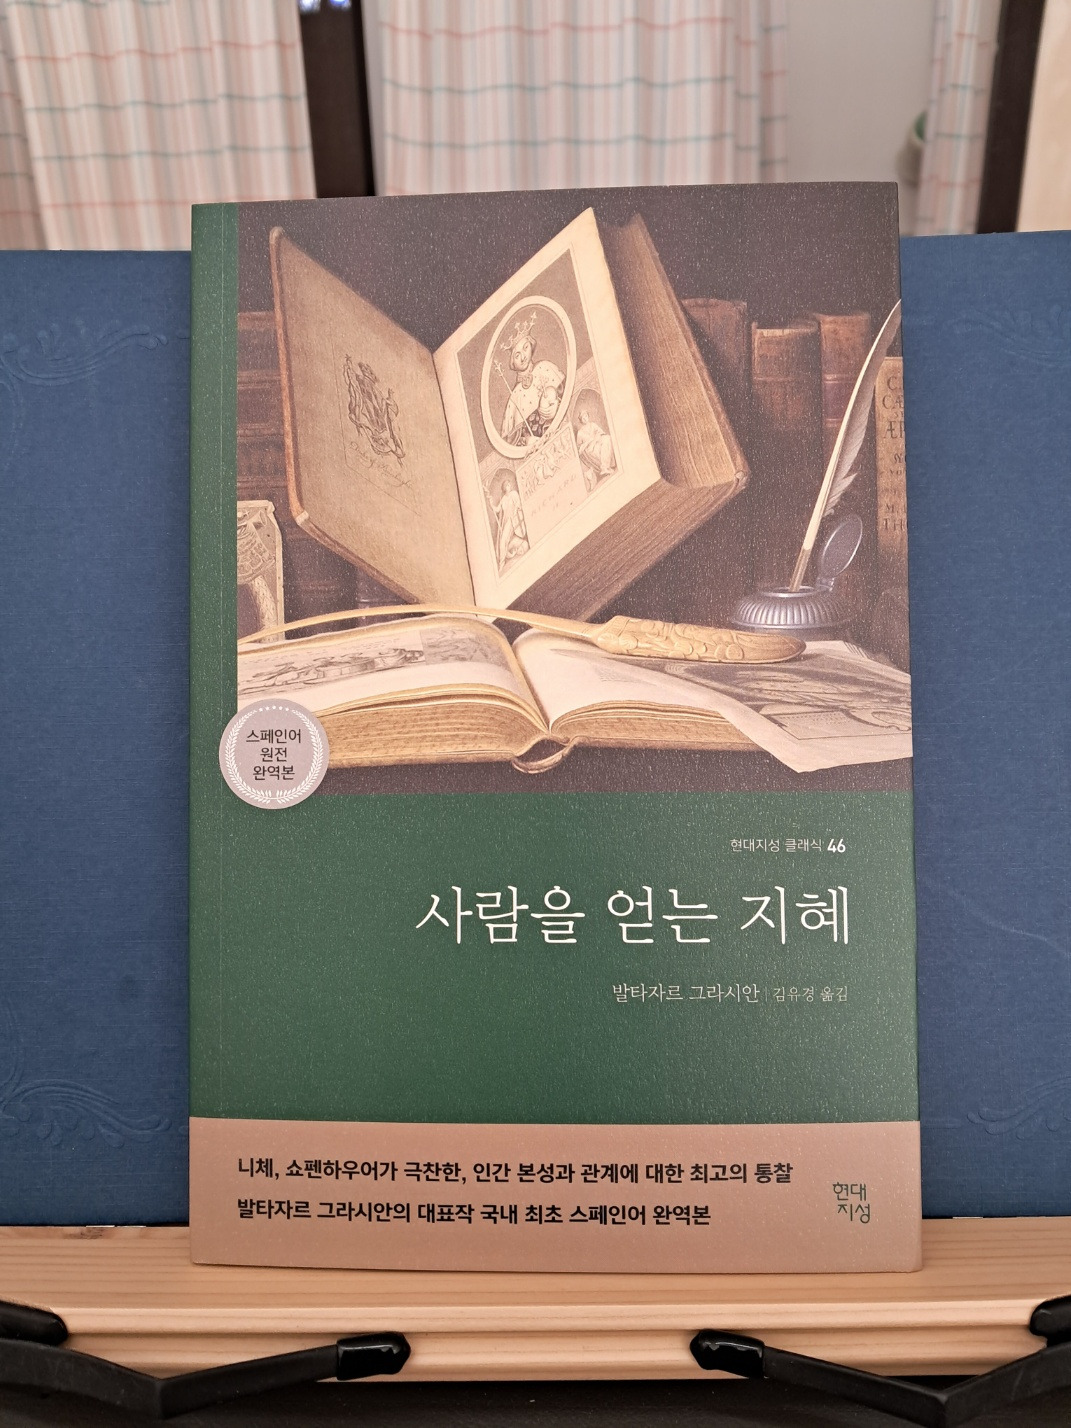 스페인어
원전
완역본
현대지성 클래식 46
사람을 얻는 지혜
발타자르 그라시안 | 김유경 옮김
니체, 쇼펜하우어가 극찬한, 인간 본성과 관계에 대한 최고의 통찰
발타자르 그라시안의 대표작 국내 최초 스페인어 완역본
현대
지성